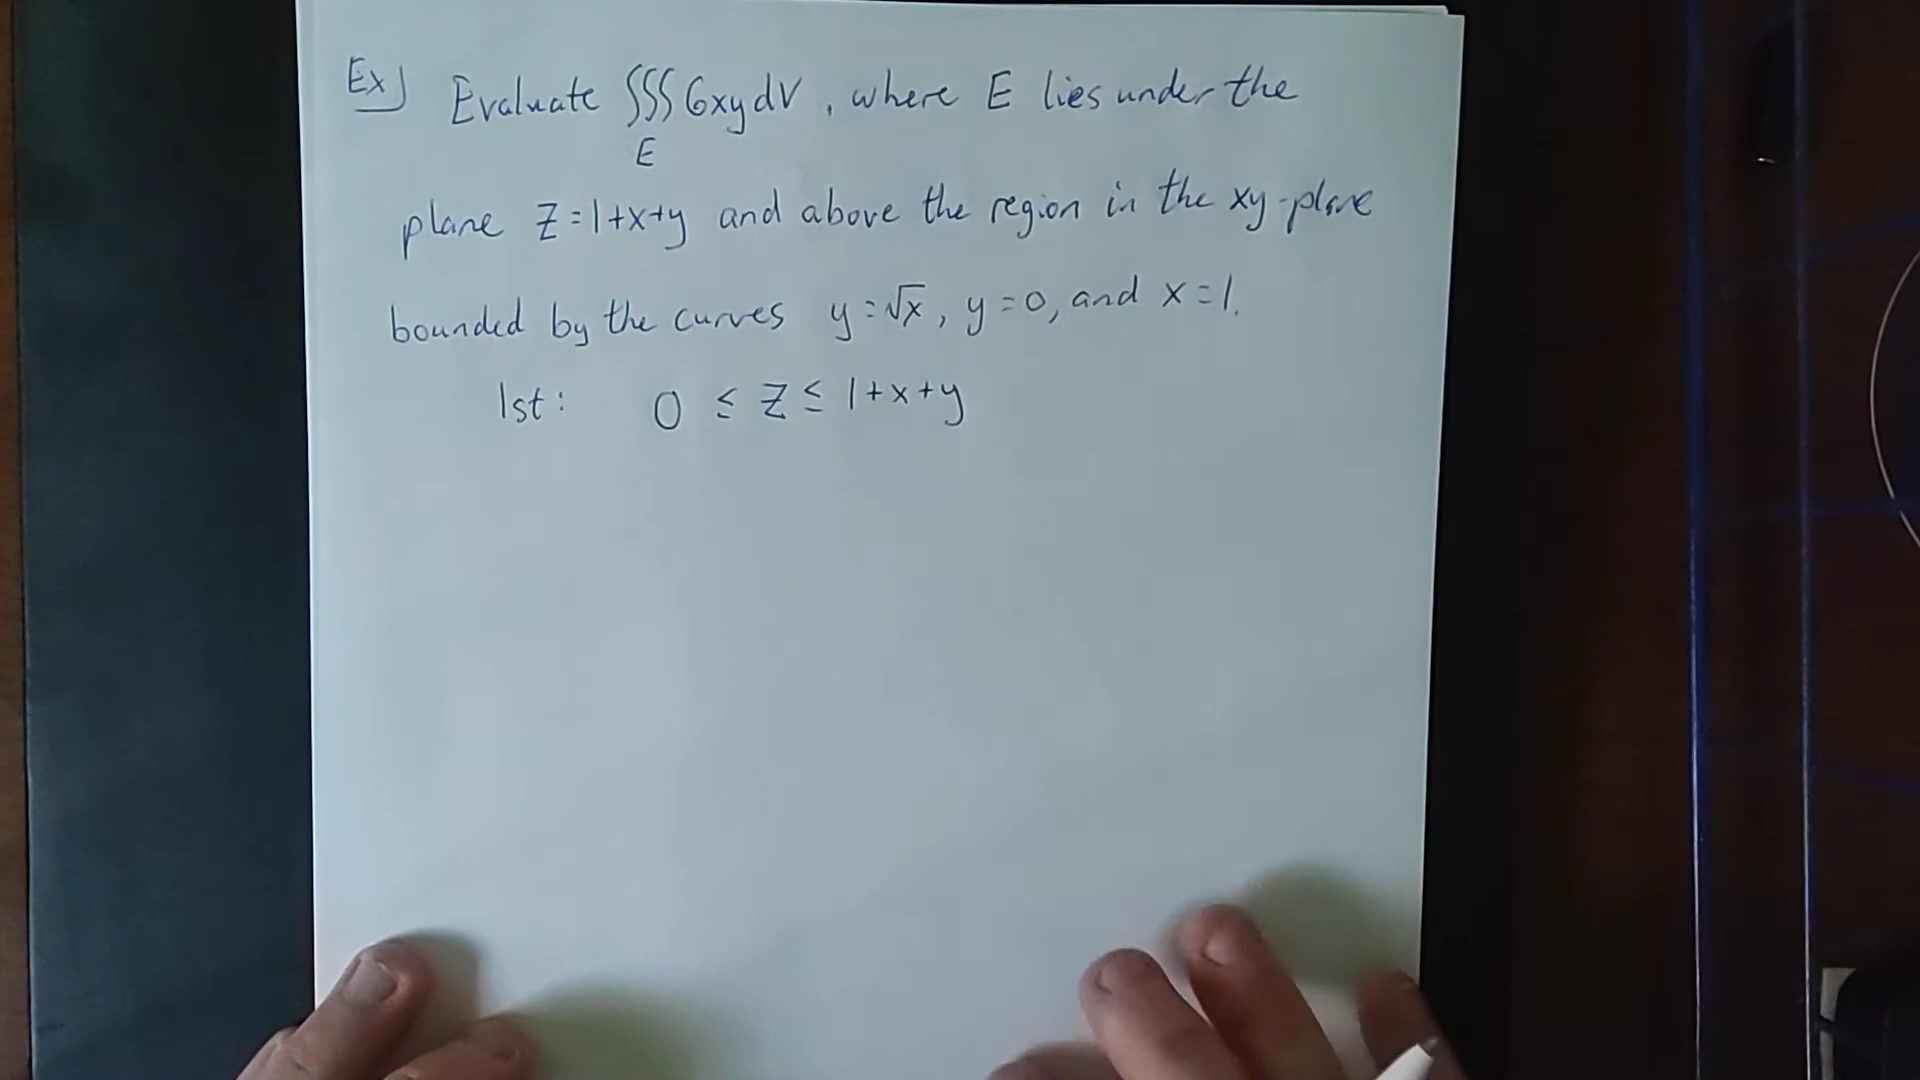 Ex) Evaluate ∭ 6xy dV, where E lies under the
E
plane z = 1+x+y and above the region in the xy-plane
bounded by the curves y = √x, y = 0, and x = 1.
1st: 0 ≤ z ≤ 1+x+y